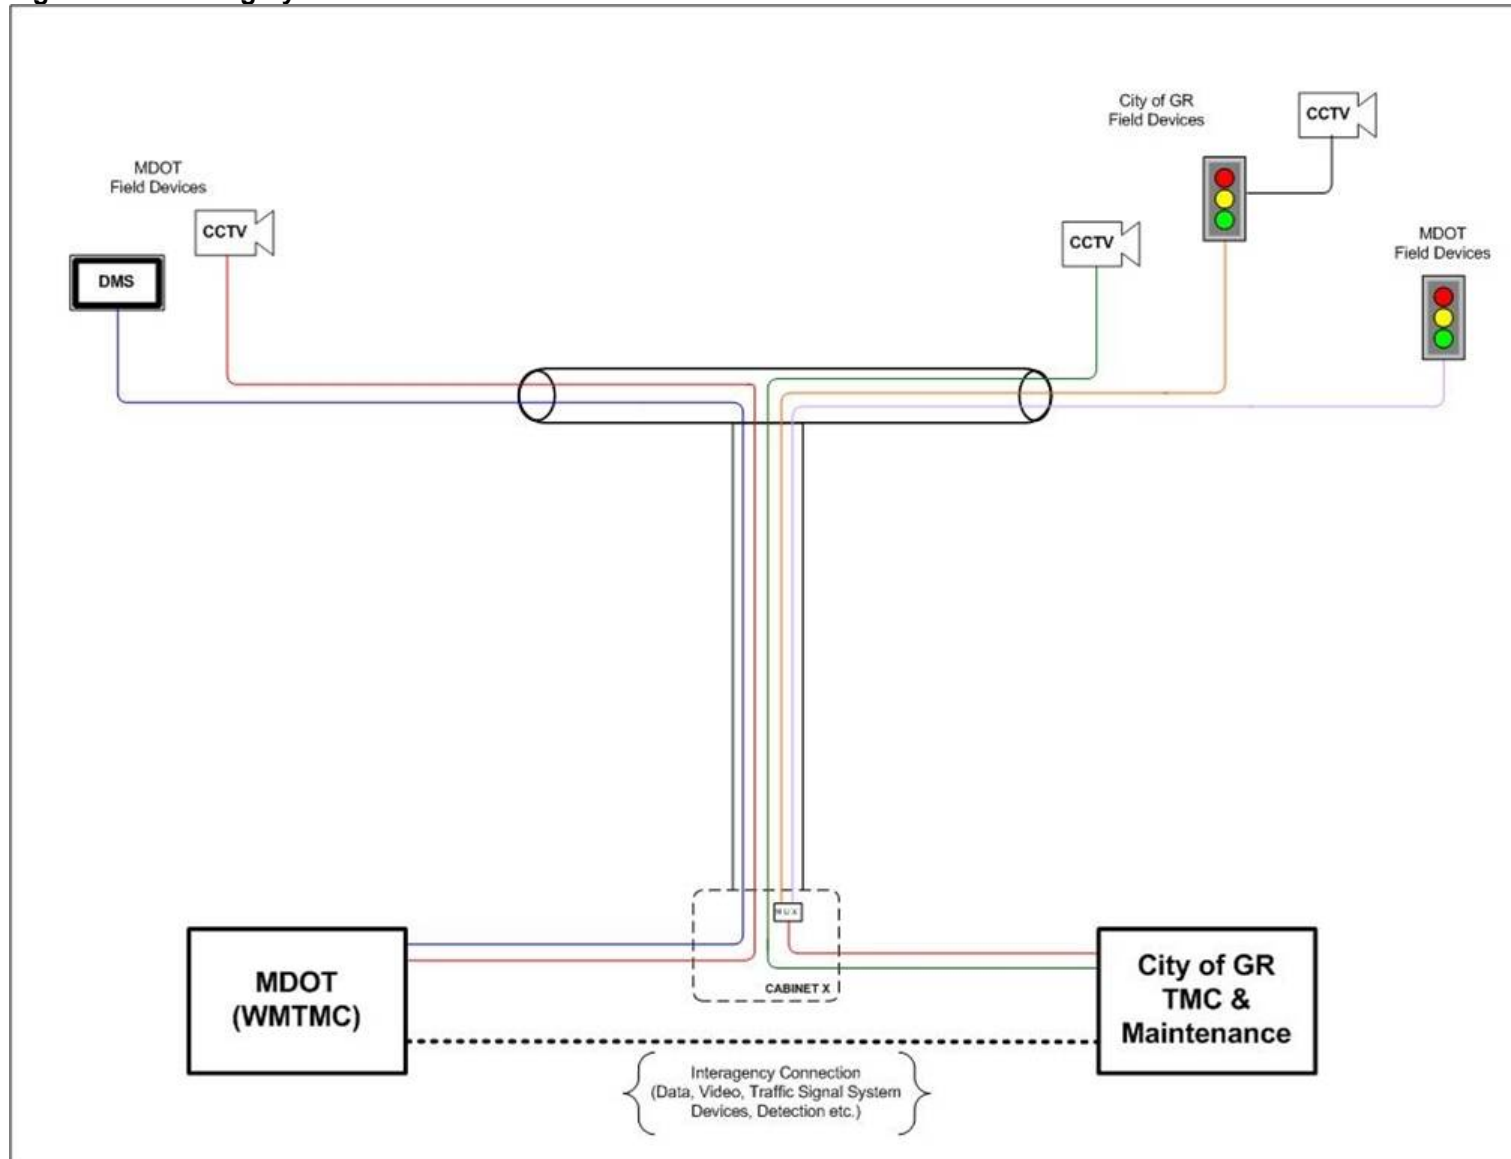 City of GR
Field Devices
CCTV
MDOT
Field Devices
CCTV
CCTV
MDOT
Field Devices
DMS
MUX
CABINET X
MDOT
(WMTMC)
City of GR
TMC &
Maintenance
Interagency Connection
(Data, Video, Traffic Signal System
Devices, Detection etc.)